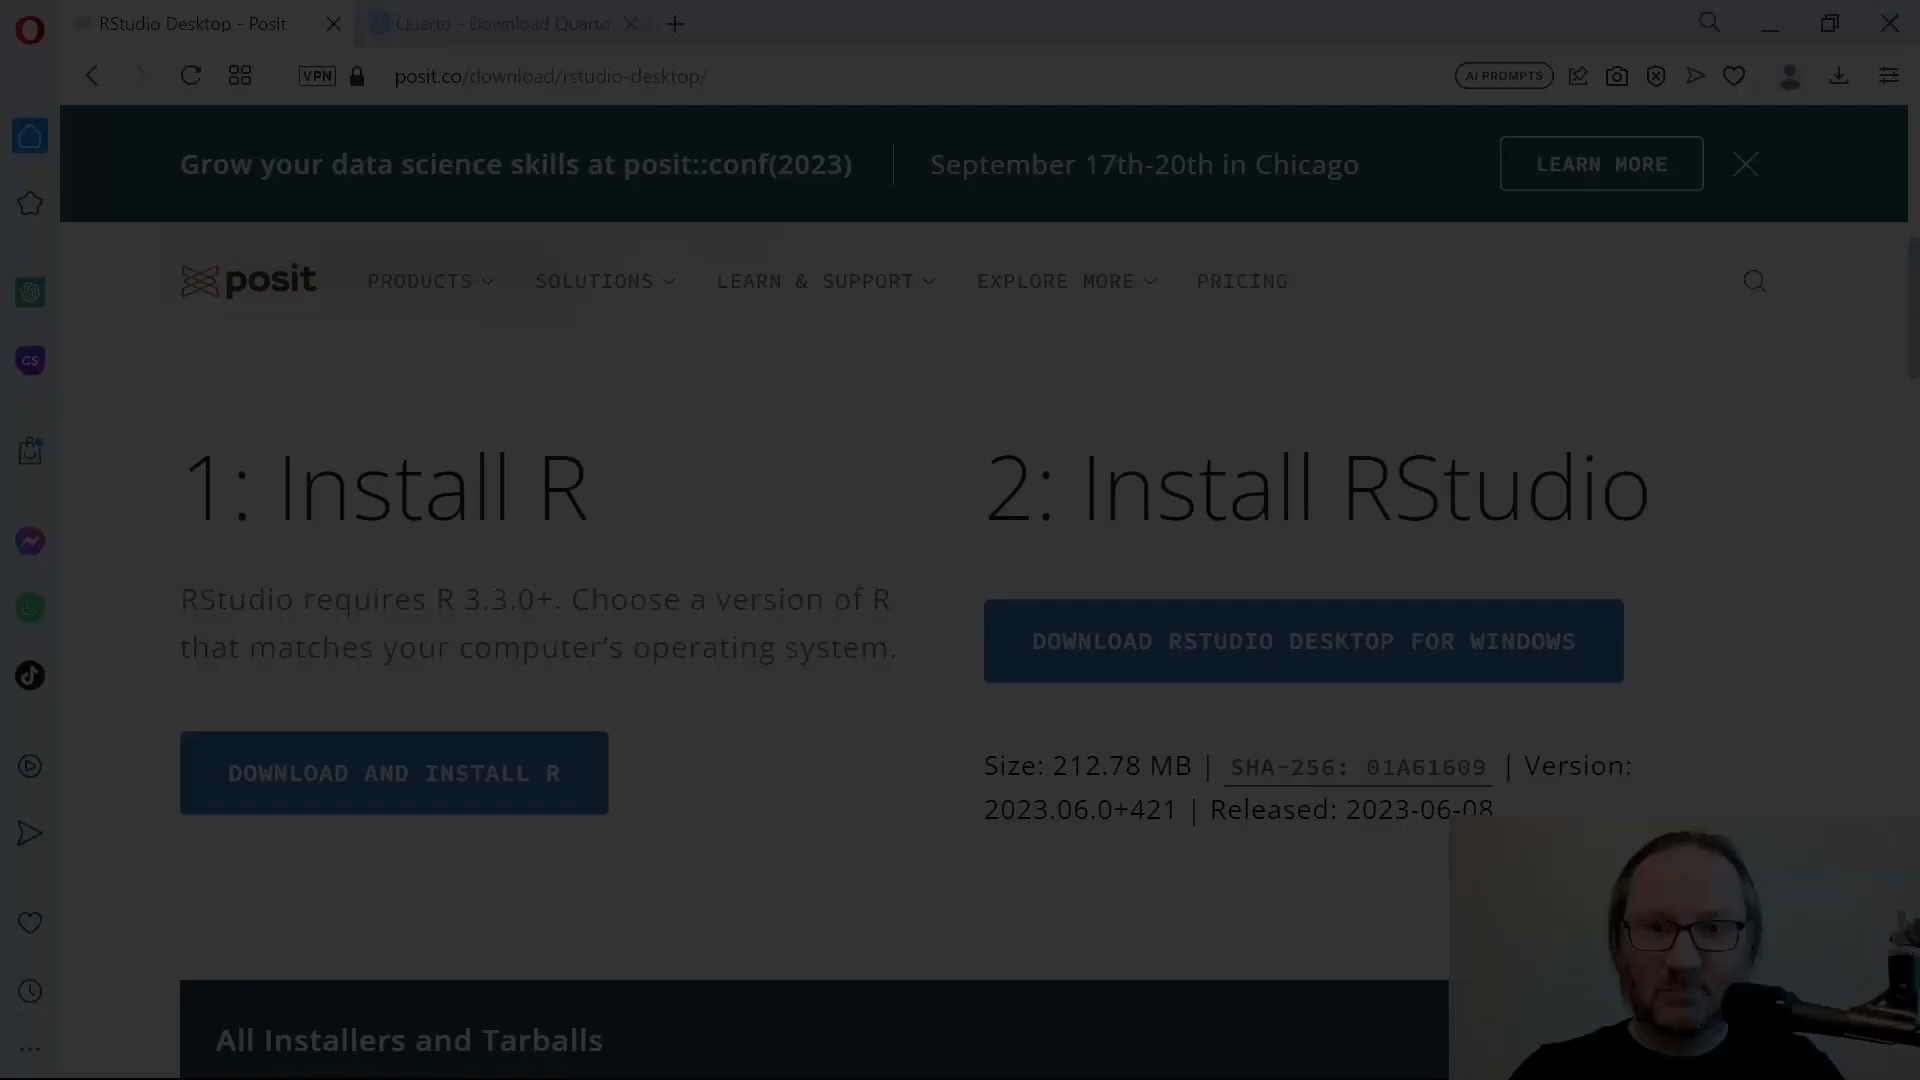 RStudio Desktop - Posit
Quarto - Download Quarto
VPN
posit.co/download/rstudio-desktop/
AI PROMPTS
Grow your data science skills at posit::conf(2023)
September 17th-20th in Chicago
LEARN MORE
posit
PRODUCTS
SOLUTIONS
LEARN & SUPPORT
EXPLORE MORE
PRICING
CS
1: Install R
RStudio requires R 3.3.0+. Choose a version of R
that matches your computer’s operating system.
DOWNLOAD AND INSTALL R
2: Install RStudio
DOWNLOAD RSTUDIO DESKTOP FOR WINDOWS
Size: 212.78 MB | SHA-256: 01A61609 | Version:
2023.06.0+421 | Released: 2023-06-08
All Installers and Tarballs